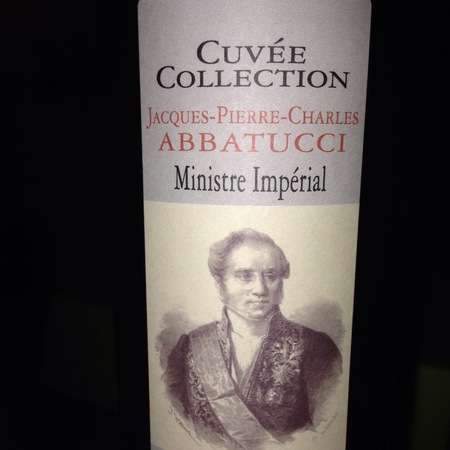 CUVÉE
COLLECTION
JACQUES-PIERRE-CHARLES
ABBATUCCI
Ministre Impérial